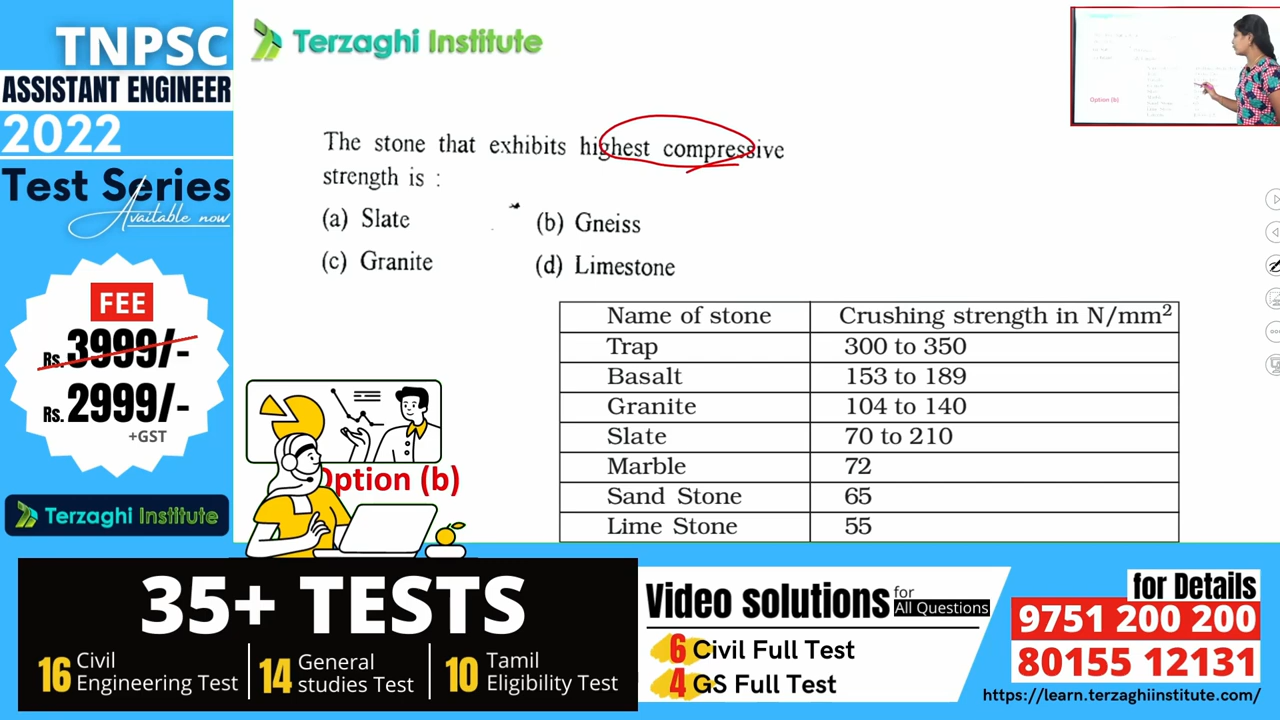 TNPSC
ASSISTANT ENGINEER
2022
Test Series
Available now
FEE
Rs. 3999/-
Rs. 2999/-
+GST
Terzaghi Institute
Terzaghi Institute
The stone that exhibits highest compressive
strength is :
(a) Slate
(b) Gneiss
(c) Granite
(d) Limestone
Name of stone Crushing strength in N/mm²
Trap 300 to 350
Basalt 153 to 189
Granite 104 to 140
Slate 70 to 210
Marble 72
Sand Stone 65
Lime Stone 55
Option (b)
Option (b)
35+ TESTS
16 Civil Engineering Test
14 General studies Test
10 Tamil Eligibility Test
Video solutions for All Questions
6 Civil Full Test
4 GS Full Test
for Details
9751 200 200
80155 12131
https://learn.terzaghiinstitute.com/